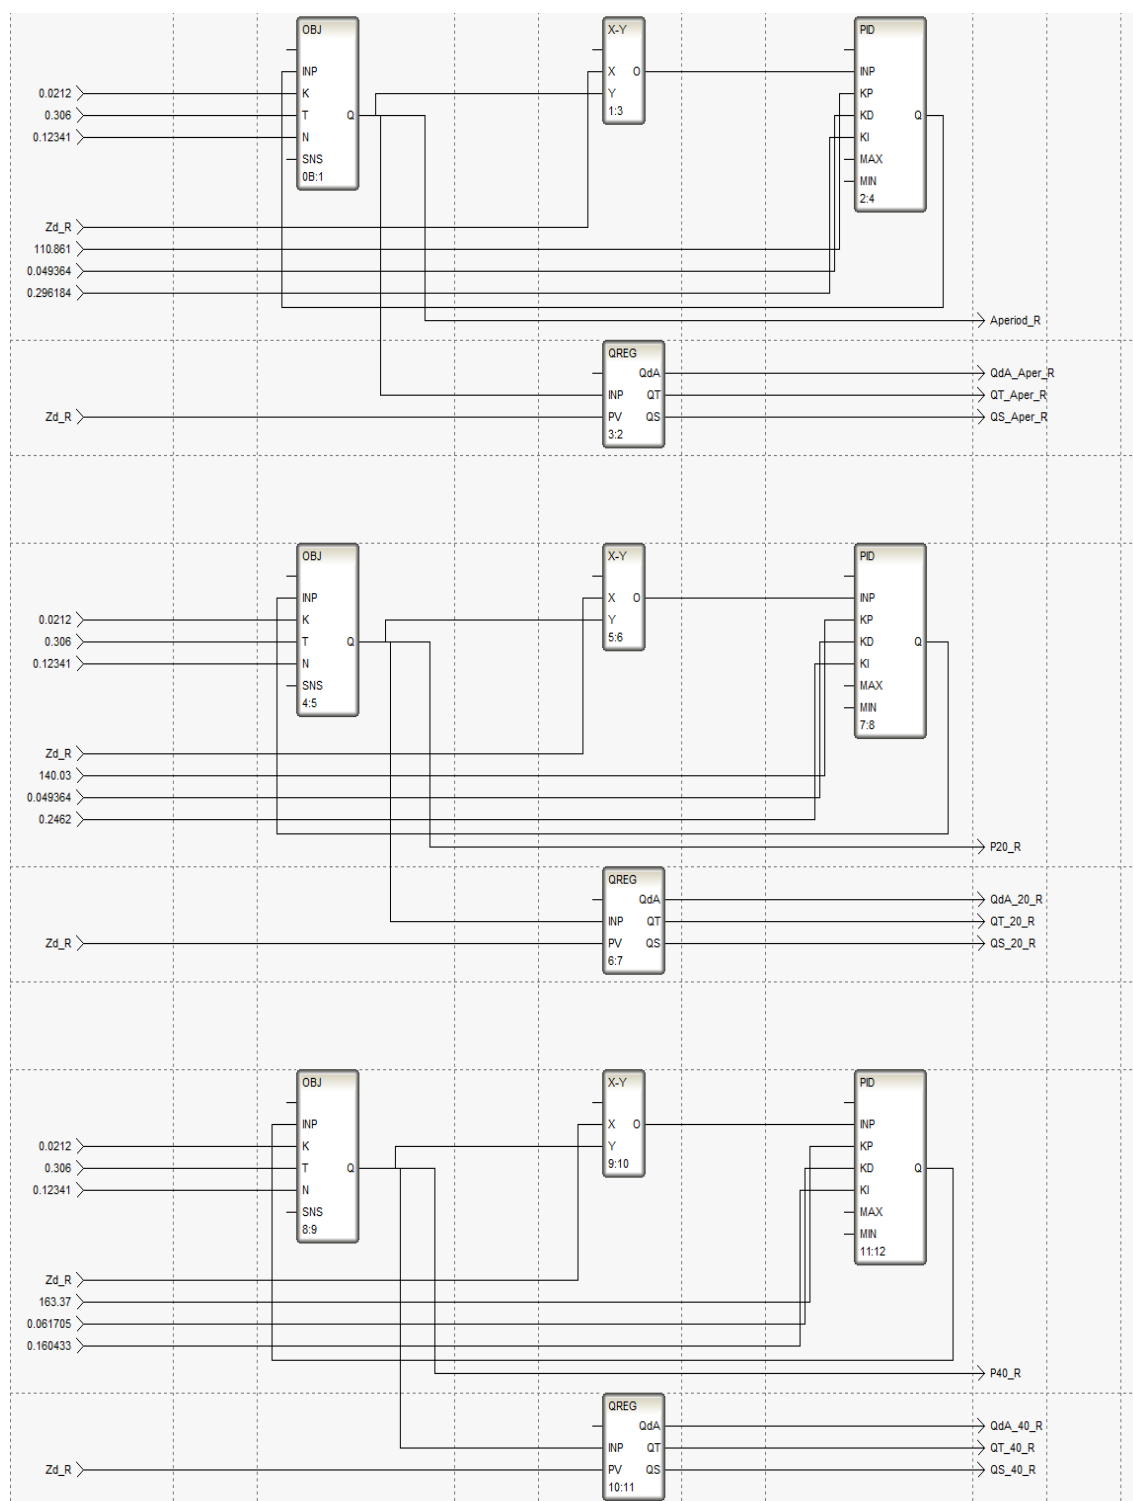 OBJ X-Y PID
INP X O INP
0.0212 K Y KP
0.306 T Q 1:3 KD Q
0.12341 N KI
SNS MAX
0B:1 MIN
2:4
Zd_R
110.861
0.049364
0.296184
Aperiod_R
QREG
QdA QdA_Aper_R
INP QT QT_Aper_R
Zd_R PV QS QS_Aper_R
3:2
OBJ X-Y PID
INP X O INP
0.0212 K Y KP
0.306 T Q 5:6 KD Q
0.12341 N KI
SNS MAX
4:5 MIN
7:8
Zd_R
140.03
0.049364
0.2462
P20_R
QREG
QdA QdA_20_R
INP QT QT_20_R
Zd_R PV QS QS_20_R
6:7
OBJ X-Y PID
INP X O INP
0.0212 K Y KP
0.306 T Q 9:10 KD Q
0.12341 N KI
SNS MAX
8:9 MIN
11:12
Zd_R
163.37
0.061705
0.160433
P40_R
QREG
QdA QdA_40_R
INP QT QT_40_R
Zd_R PV QS QS_40_R
10:11